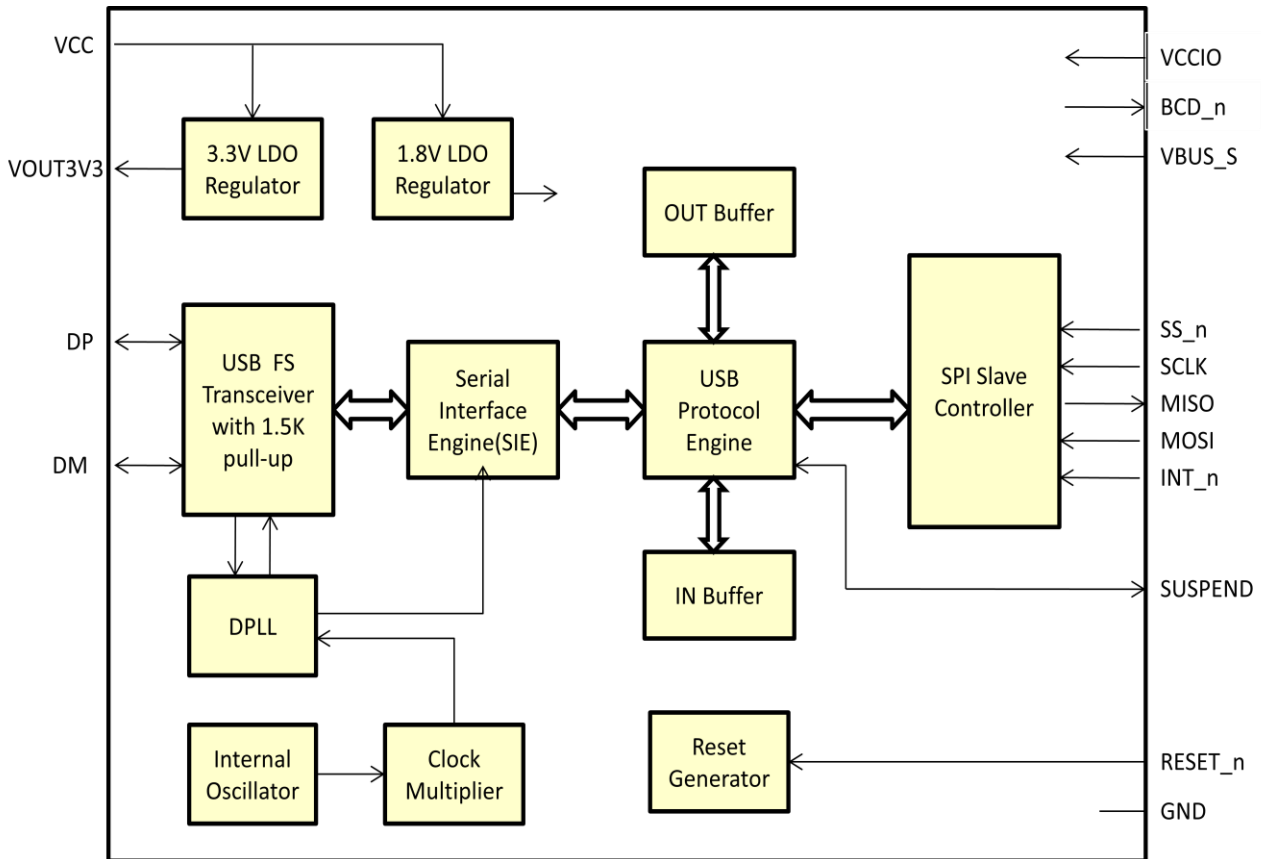 VCC
VCCIO
BCD_n
3.3V LDO
Regulator
1.8V LDO
Regulator
VOUT3V3
VBUS_S
OUT Buffer
DP
USB FS
Transceiver
with 1.5K
pull-up
DM
Serial
Interface
Engine(SIE)
USB
Protocol
Engine
SPI Slave
Controller
SS_n
SCLK
MISO
MOSI
INT_n
DPLL
IN Buffer
SUSPEND
Internal
Oscillator
Clock
Multiplier
Reset
Generator
RESET_n
GND